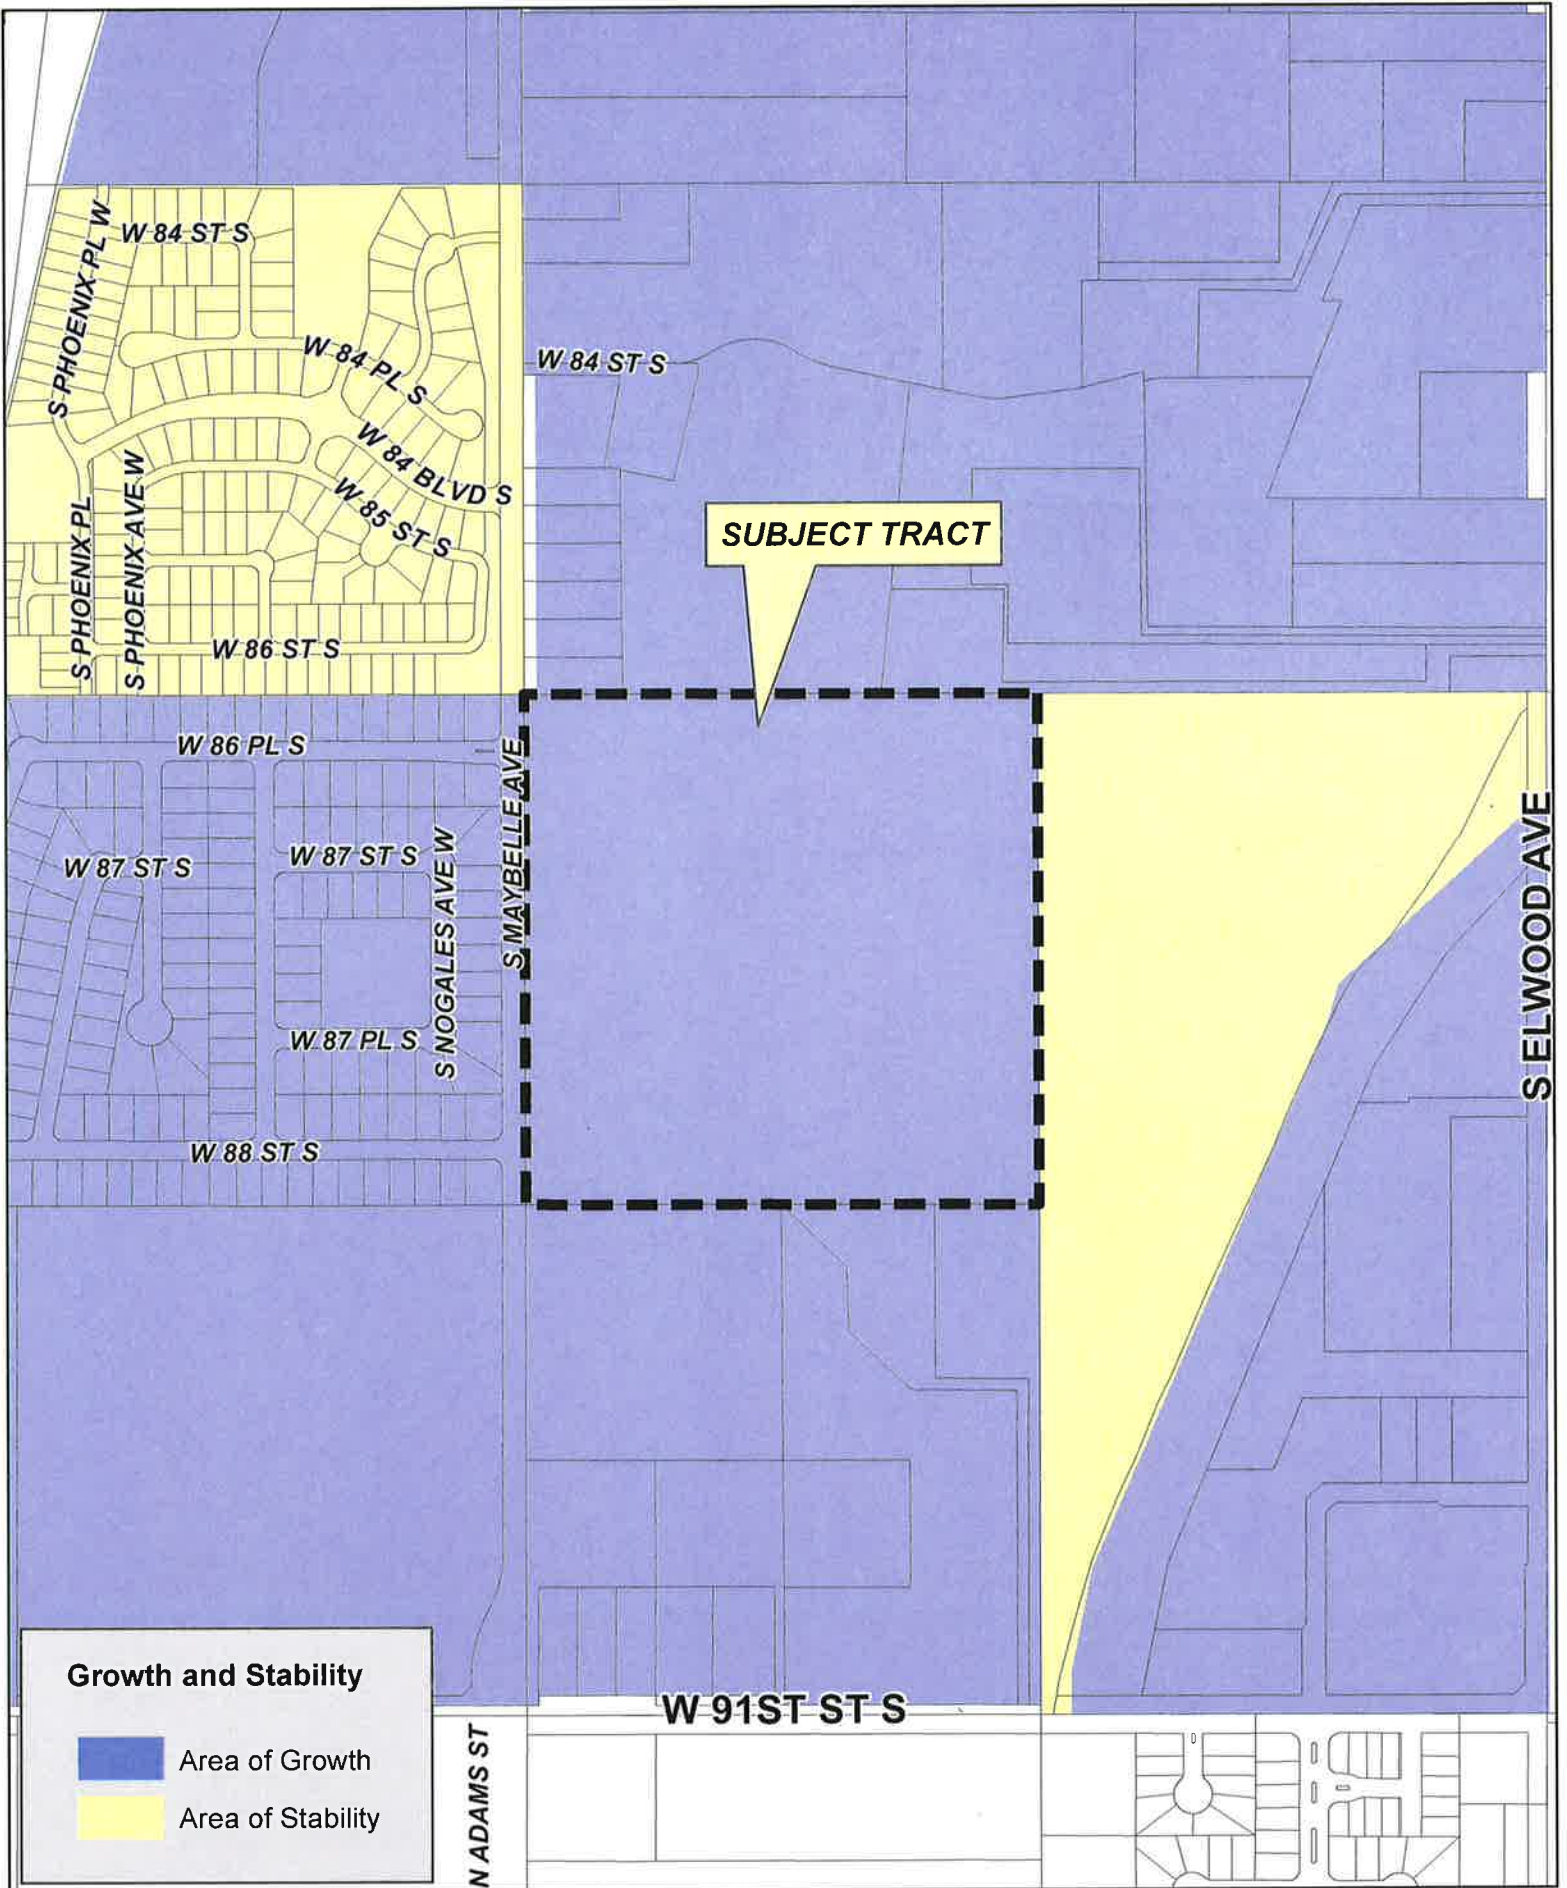 W 84 ST S
S PHOENIX PL W
W 84 PL S
W 84 ST S
W 84 BLVD S
W 85 ST S
S PHOENIX PL
S PHOENIX AVE W
SUBJECT TRACT
W 86 ST S
W 86 PL S
S MAYBELLE AVE
W 87 ST S
W 87 ST S
S NOGALES AVE W
S ELWOOD AVE
W 87 PL S
W 88 ST S
W 91ST ST S
N ADAMS ST
Growth and Stability
Area of Growth
Area of Stability